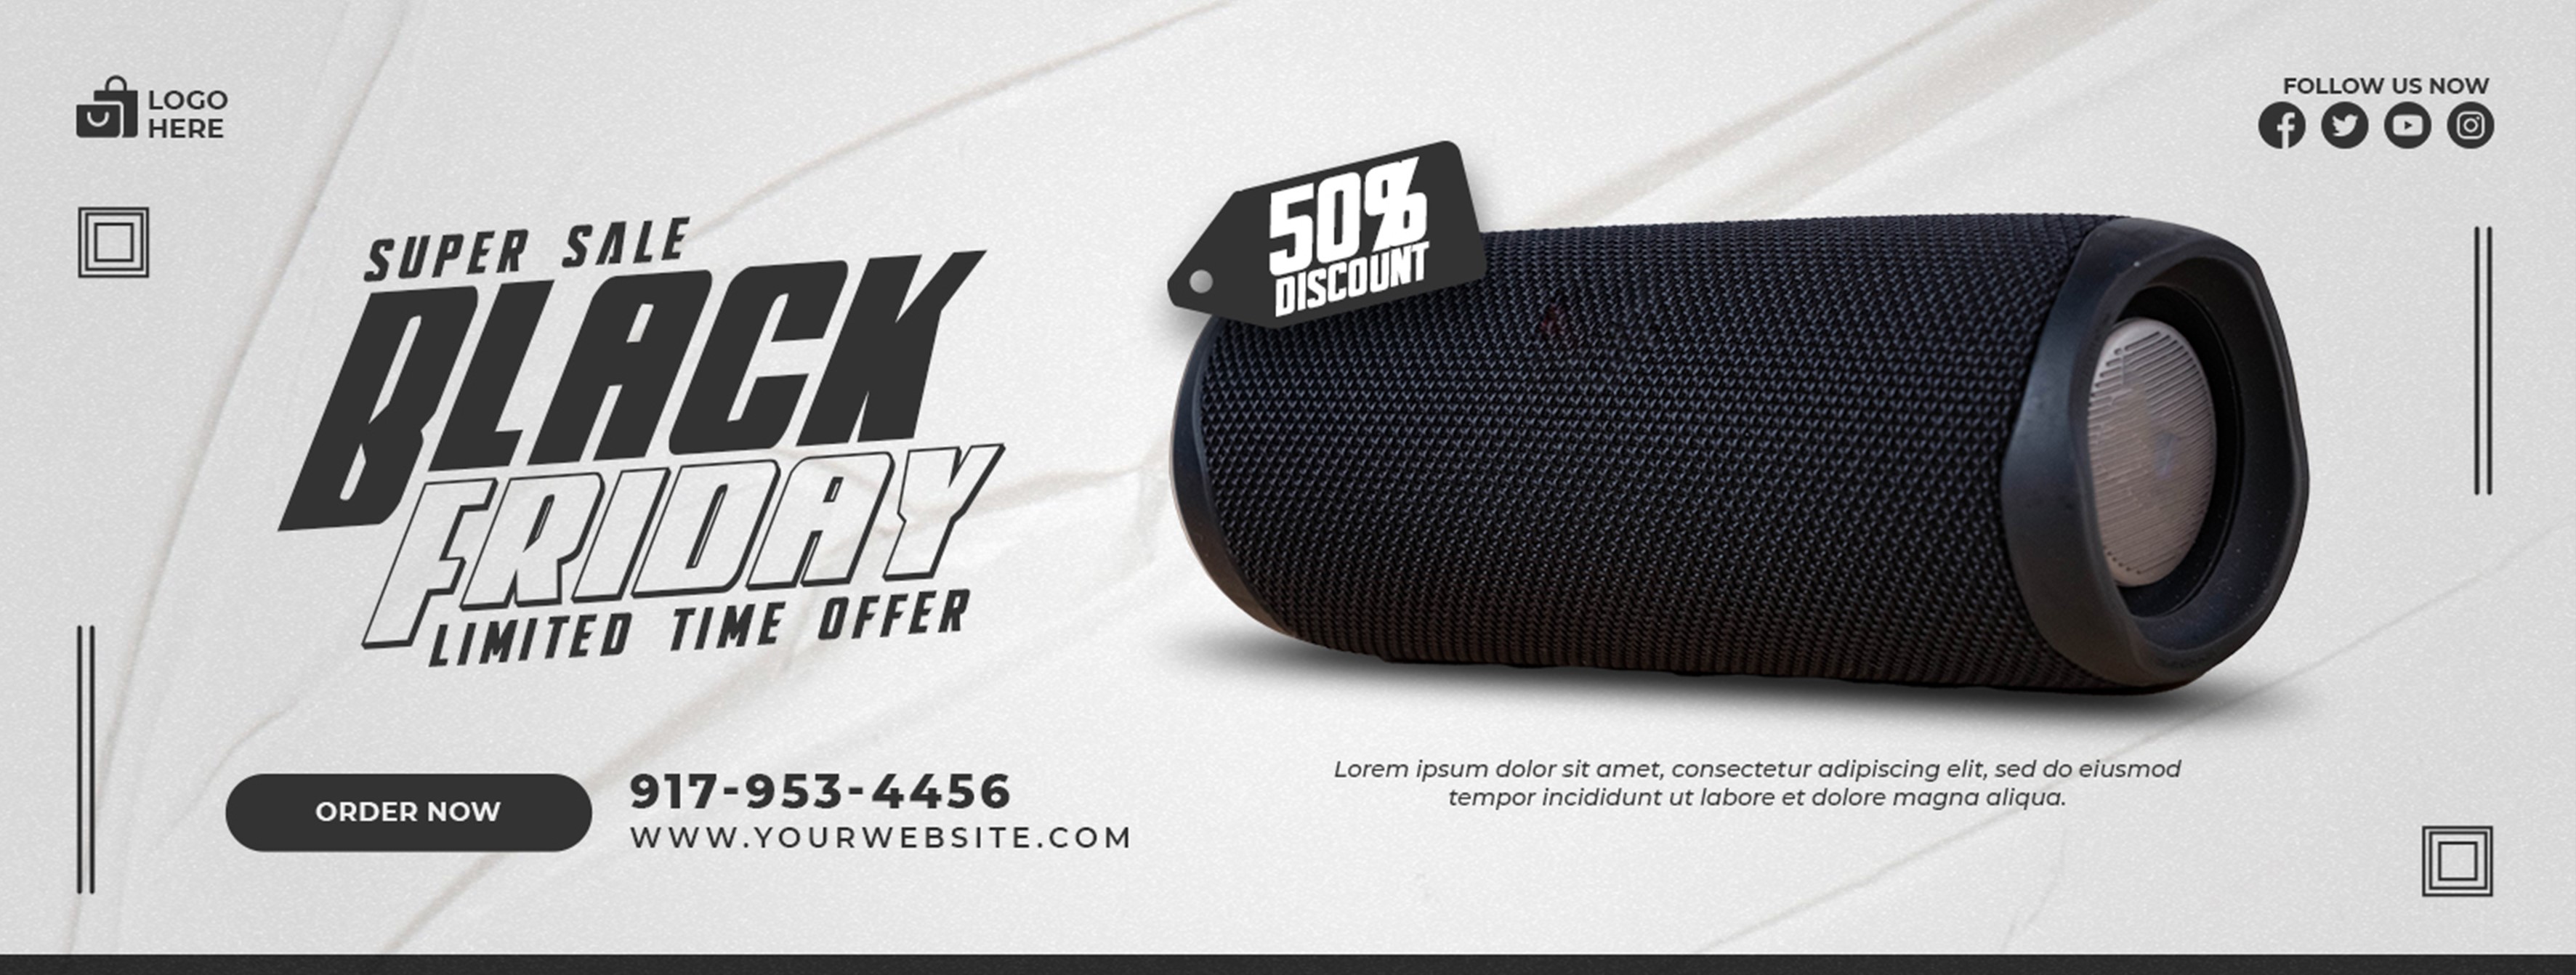 LOGO
HERE
FOLLOW US NOW
SUPER SALE
BLACK
FRIDAY
LIMITED TIME OFFER
50%
DISCOUNT
ORDER NOW
917-953-4456
WWW.YOURWEBSITE.COM
Lorem ipsum dolor sit amet, consectetur adipiscing elit, sed do eiusmod
tempor incididunt ut labore et dolore magna aliqua.